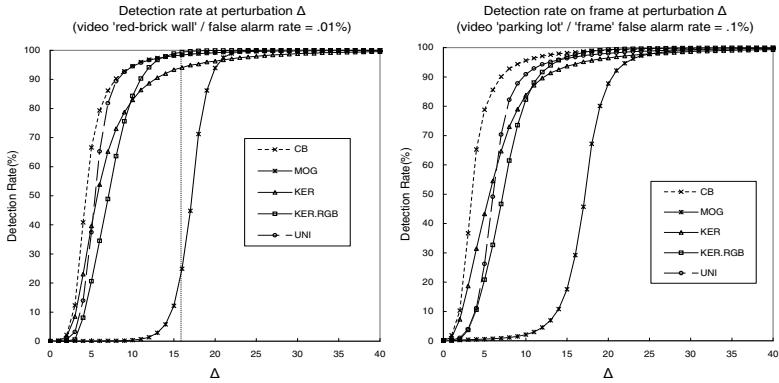 Detection rate at perturbation Δ
(video 'red-brick wall' / false alarm rate = .01%)
100
90
80
70
60
50
40
30
20
10
0
Detection Rate(%)
CB
MOG
KER
KER.RGB
UNI
0 5 10 15 20 25 30 35 40
Δ
Detection rate on frame at perturbation Δ
(video 'parking lot' / 'frame' false alarm rate = .1%)
100
90
80
70
60
50
40
30
20
10
0
Detection Rate(%)
CB
MOG
KER
KER.RGB
UNI
0 5 10 15 20 25 30 35 40
Δ